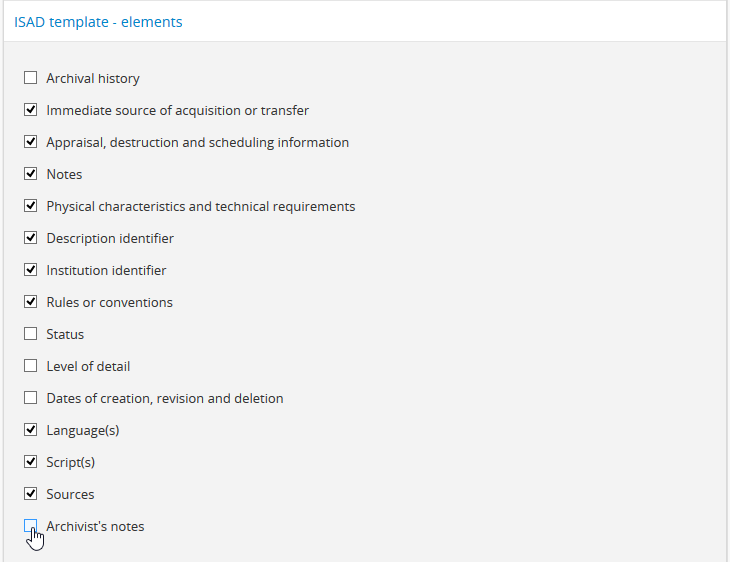 ISAD template - elements
Archival history
Immediate source of acquisition or transfer
Appraisal, destruction and scheduling information
Notes
Physical characteristics and technical requirements
Description identifier
Institution identifier
Rules or conventions
Status
Level of detail
Dates of creation, revision and deletion
Language(s)
Script(s)
Sources
Archivist's notes